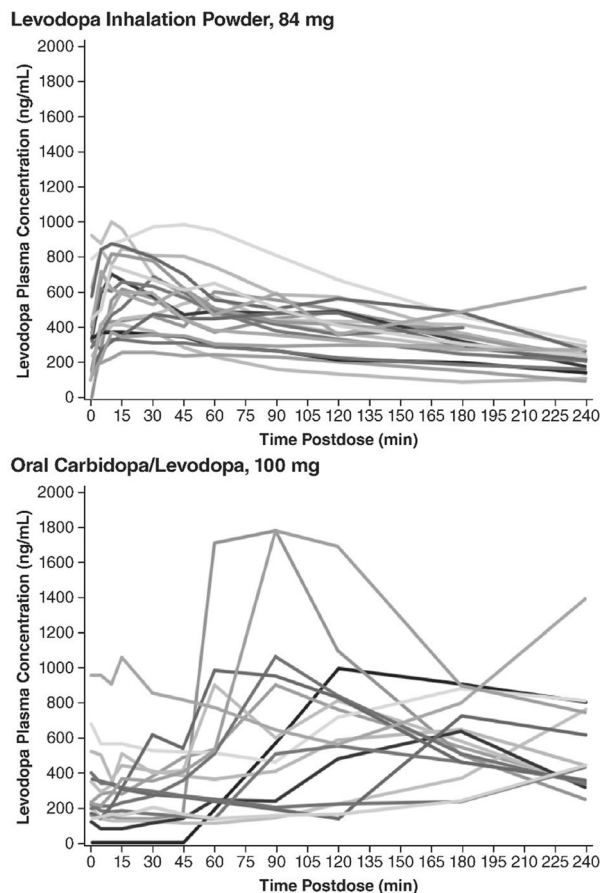 Levodopa Inhalation Powder, 84 mg
Levodopa Plasma Concentration (ng/mL)
2000
1800
1600
1400
1200
1000
800
600
400
200
0
0 15 30 45 60 75 90 105 120 135 150 165 180 195 210 225 240
Time Postdose (min)
Oral Carbidopa/Levodopa, 100 mg
Levodopa Plasma Concentration (ng/mL)
2000
1800
1600
1400
1200
1000
800
600
400
200
0
0 15 30 45 60 75 90 105 120 135 150 165 180 195 210 225 240
Time Postdose (min)